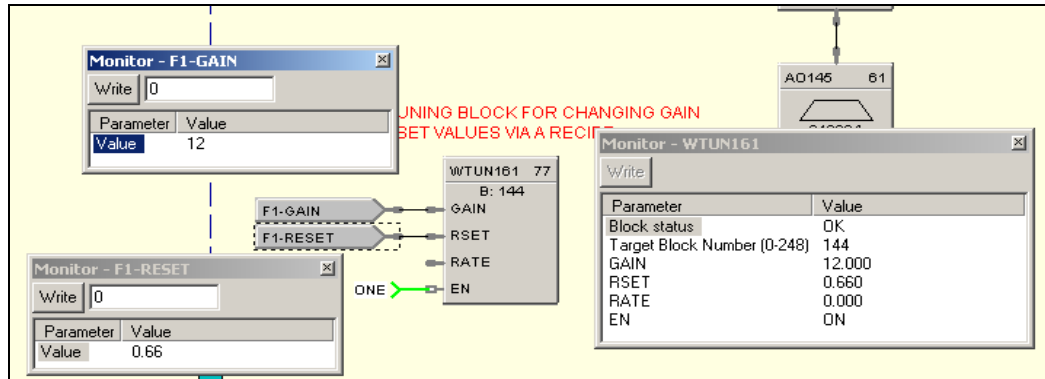 Monitor - F1-GAIN
Write 0
Parameter Value
Value 12
AO145 61
UNING BLOCK FOR CHANGING GAIN
SET VALUES VIA A
Monitor - WTUN161
Write
Parameter Value
Block status OK
Target Block Number (0-248) 144
GAIN 12.000
RSET 0.660
RATE 0.000
EN ON
WTUN161 77
B: 144
F1-GAIN GAIN
F1-RESET RSET
RATE
ONE EN
Monitor - F1-RESET
Write 0
Parameter Value
Value 0.66